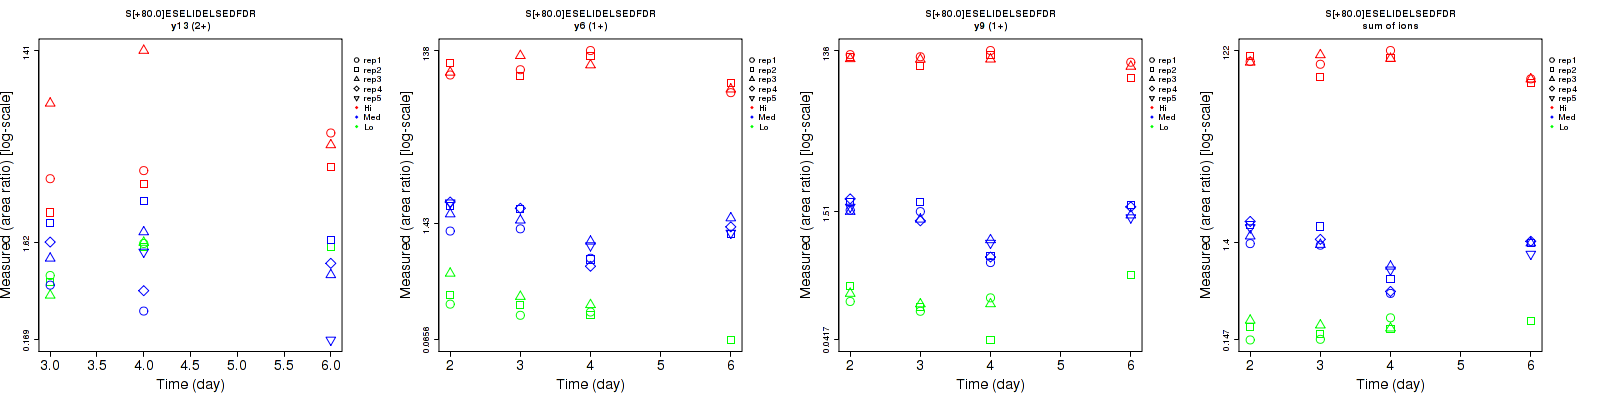 S[+80.0]ESELIDELSEDFDR
y13 (2+)
Measured (area ratio) [log-scale]
141
1.82
0.169
3.0 3.5 4.0 4.5 5.0 5.5 6.0
Time (day)
rep1
rep2
rep3
rep4
rep5
Hi
Med
Lo
S[+80.0]ESELIDELSEDFDR
y6 (1+)
Measured (area ratio) [log-scale]
138
1.43
0.0656
2 3 4 5 6
Time (day)
rep1
rep2
rep3
rep4
rep5
Hi
Med
Lo
S[+80.0]ESELIDELSEDFDR
y9 (1+)
Measured (area ratio) [log-scale]
136
1.51
0.0417
2 3 4 5 6
Time (day)
rep1
rep2
rep3
rep4
rep5
Hi
Med
Lo
S[+80.0]ESELIDELSEDFDR
sum of ions
Measured (area ratio) [log-scale]
122
1.4
0.147
2 3 4 5 6
Time (day)
rep1
rep2
rep3
rep4
rep5
Hi
Med
Lo